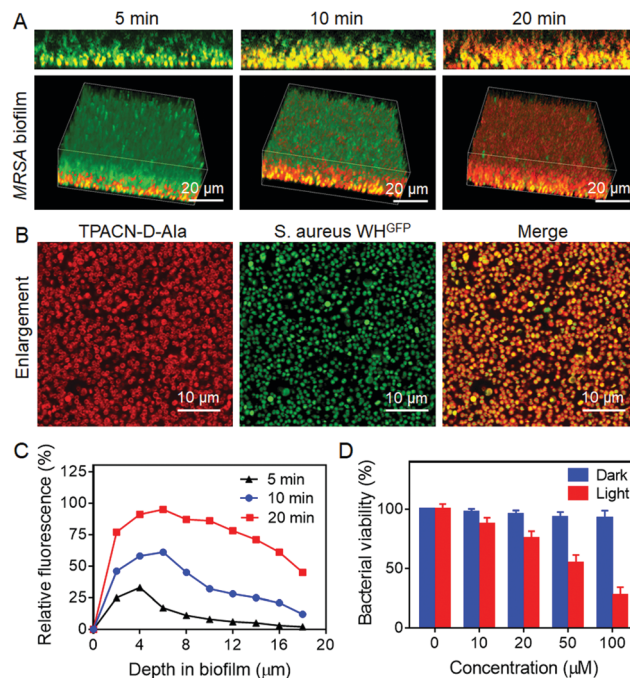 A
5 min
10 min
20 min
MRSA biofilm
20 μm
20 μm
20 μm
B
TPACN-D-Ala
S. aureus WHGFP
Merge
Enlargement
10 μm
10 μm
10 μm
C
Relative fluorescence (%)
125
100
75
50
25
0
5 min
10 min
20 min
0
4
8
12
16
20
Depth in biofilm (μm)
D
Bacterial viability (%)
100
50
0
Dark
Light
0
10
20
50
100
Concentration (μM)